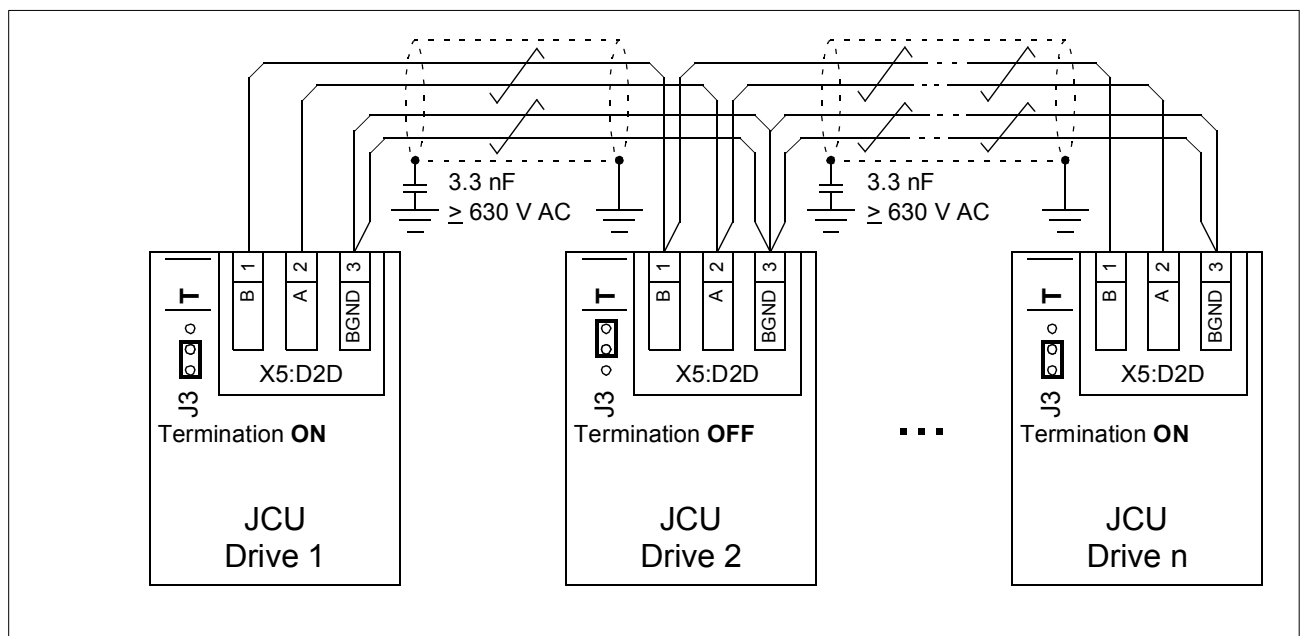 3.3 nF
≥ 630 V AC
3.3 nF
≥ 630 V AC
T
J3
1
2
3
B
A
BGND
X5:D2D
Termination ON
JCU
Drive 1
T
J3
1
2
3
B
A
BGND
X5:D2D
Termination OFF
JCU
Drive 2
...
T
J3
1
2
3
B
A
BGND
X5:D2D
Termination ON
JCU
Drive n